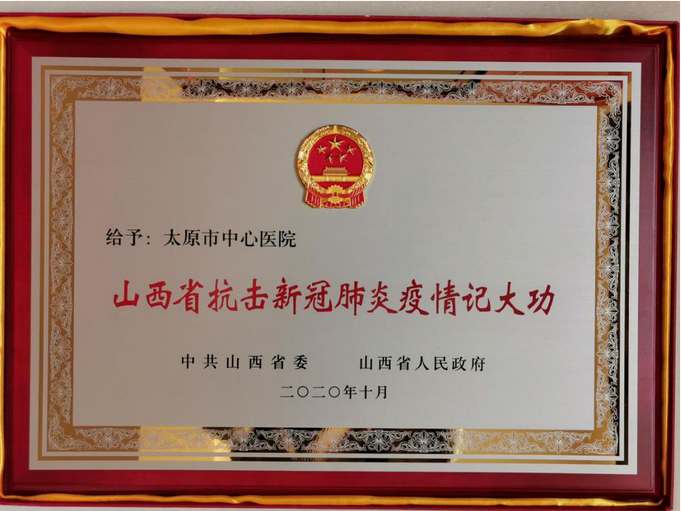 给予：太原市中心医院
山西省抗击新冠肺炎疫情记大功
中共山西省委 山西省人民政府
二〇二〇年十月